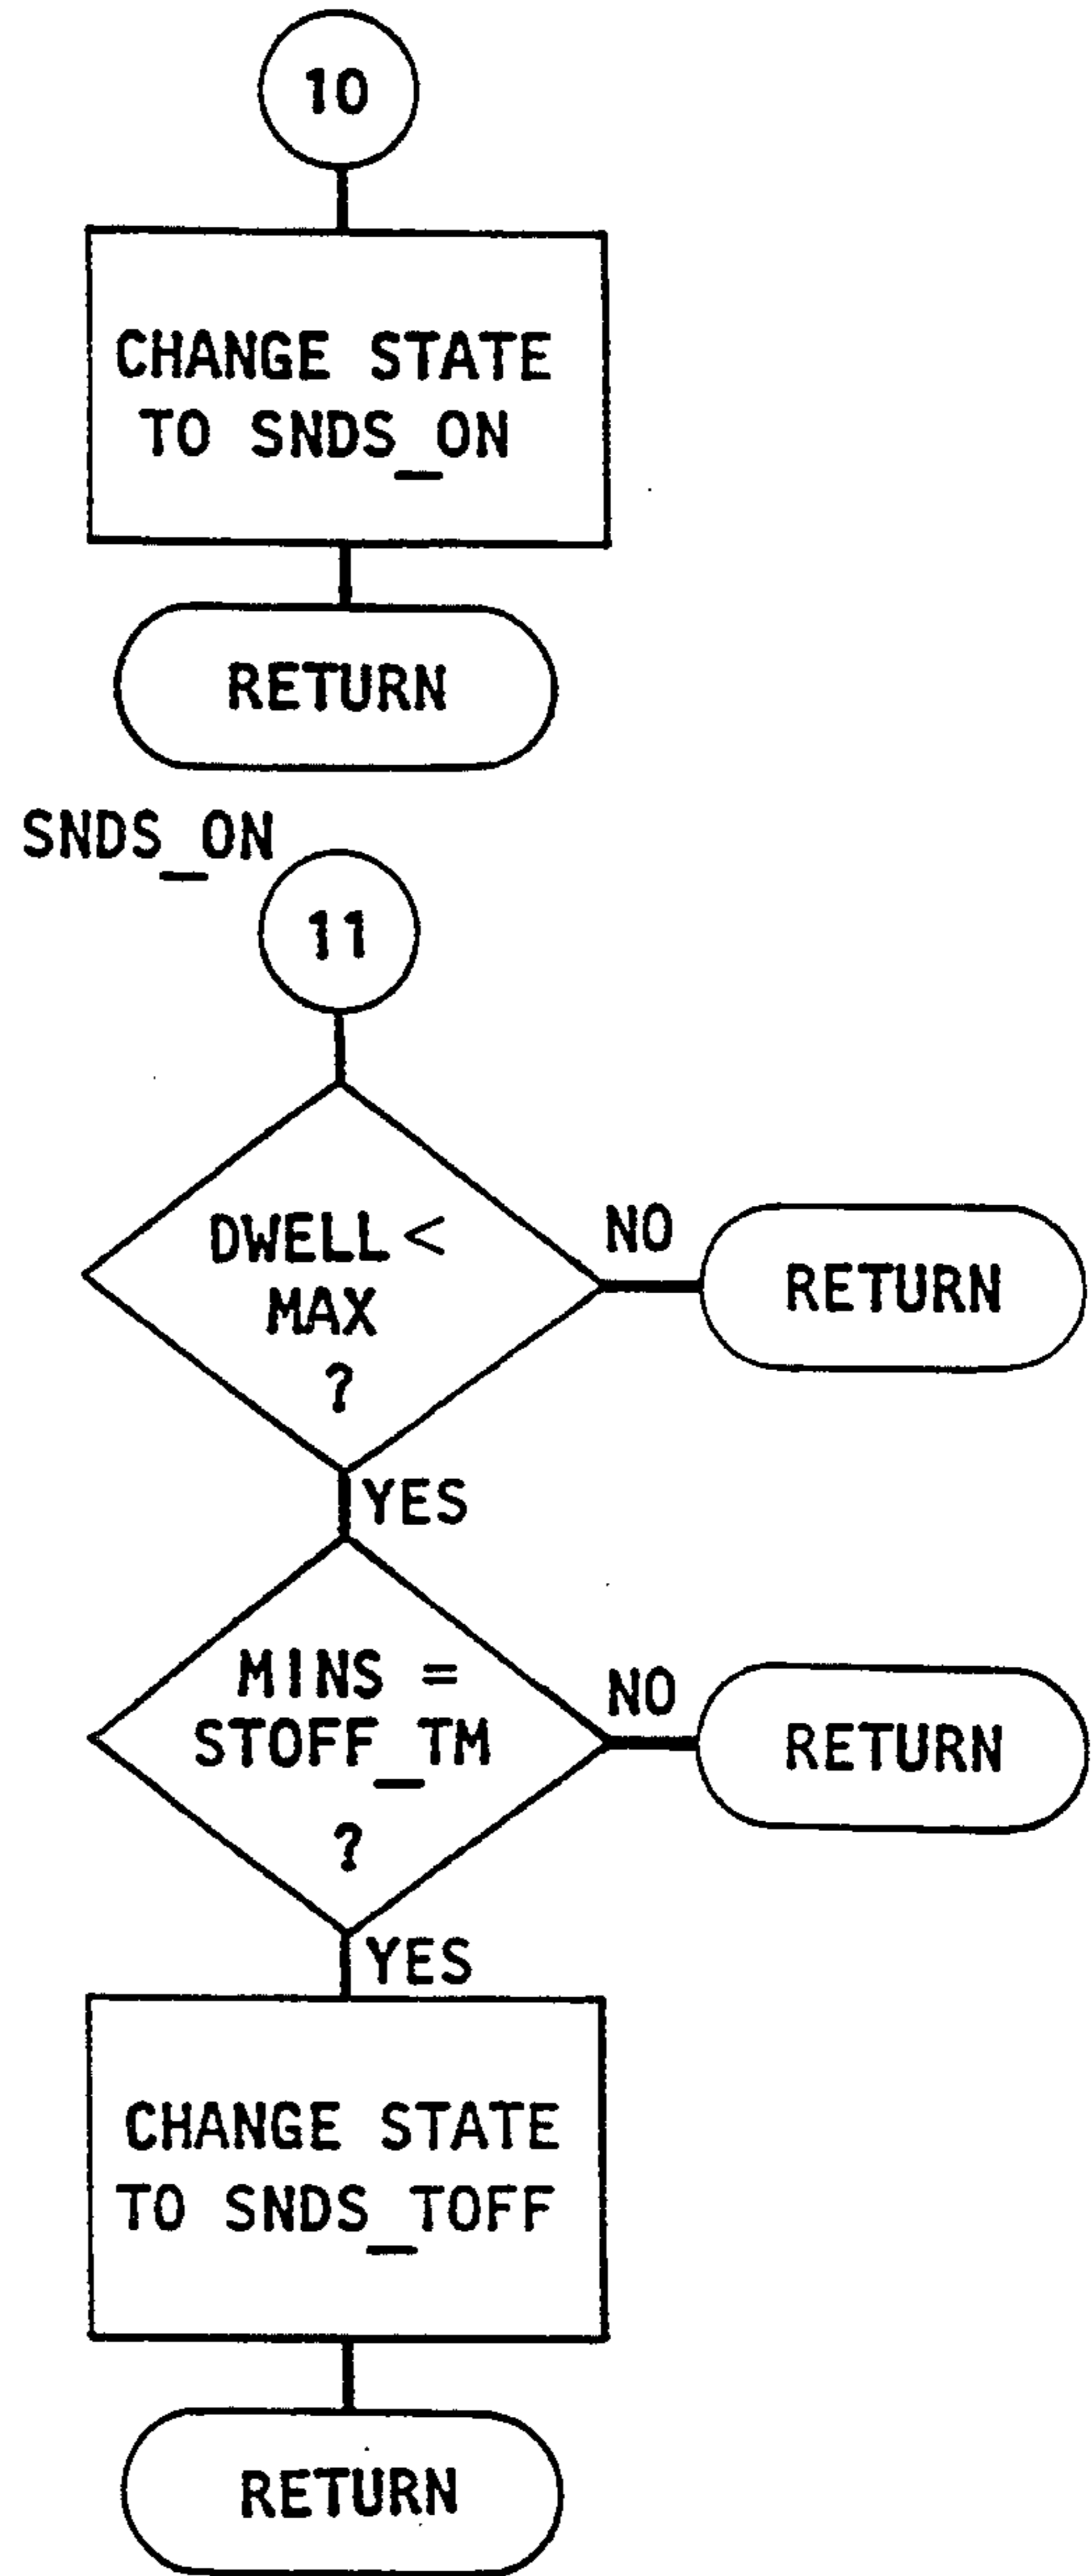 10
CHANGE STATE
TO SNDS_ON
RETURN
SNDS_ON
11
DWELL <
MAX
?
NO
RETURN
YES
MINS =
STOFF_TM
?
NO
RETURN
YES
CHANGE STATE
TO SNDS_TOFF
RETURN